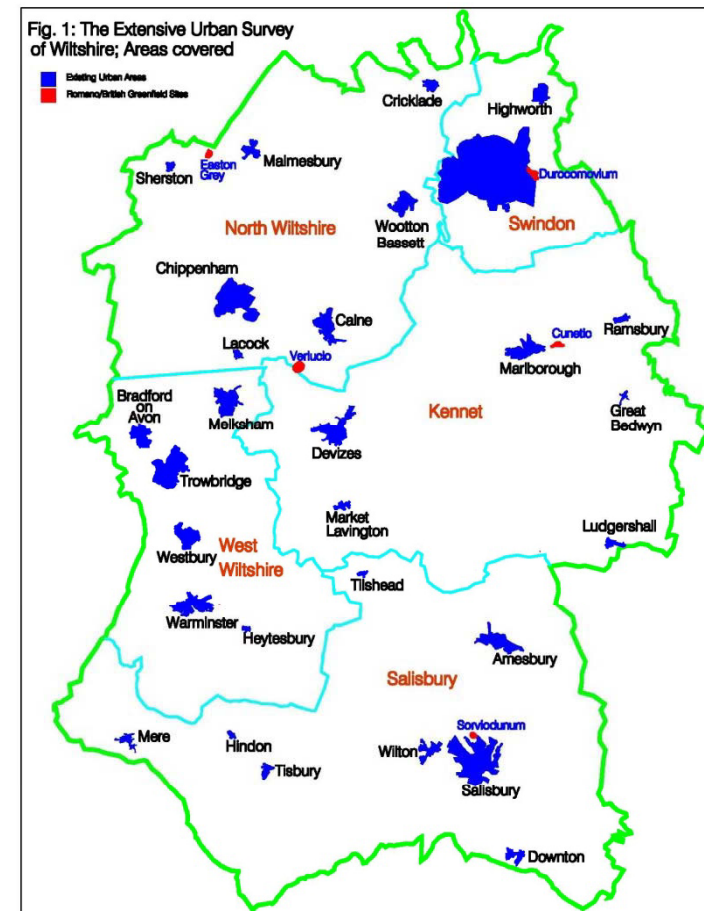 Fig. 1: The Extensive Urban Survey
of Wiltshire; Areas covered
Existing Urban Areas
Romano/British Greenfield Sites
Cricklade
Highworth
Malmesbury
Easton
Grey
Sherston
Durocornovium
Wootton
Bassett
North Wiltshire
Swindon
Chippenham
Calne
Ramsbury
Cunetio
Lacock
Verlucio
Marlborough
Bradford
on
Avon
Melksham
Kennet
Great
Bedwyn
Devizes
Trowbridge
Market
Lavington
Ludgershall
West
Wiltshire
Westbury
Tilshead
Warminster
Heytesbury
Amesbury
Salisbury
Sorviodunum
Mere
Hindon
Wilton
Tisbury
Salisbury
Downton